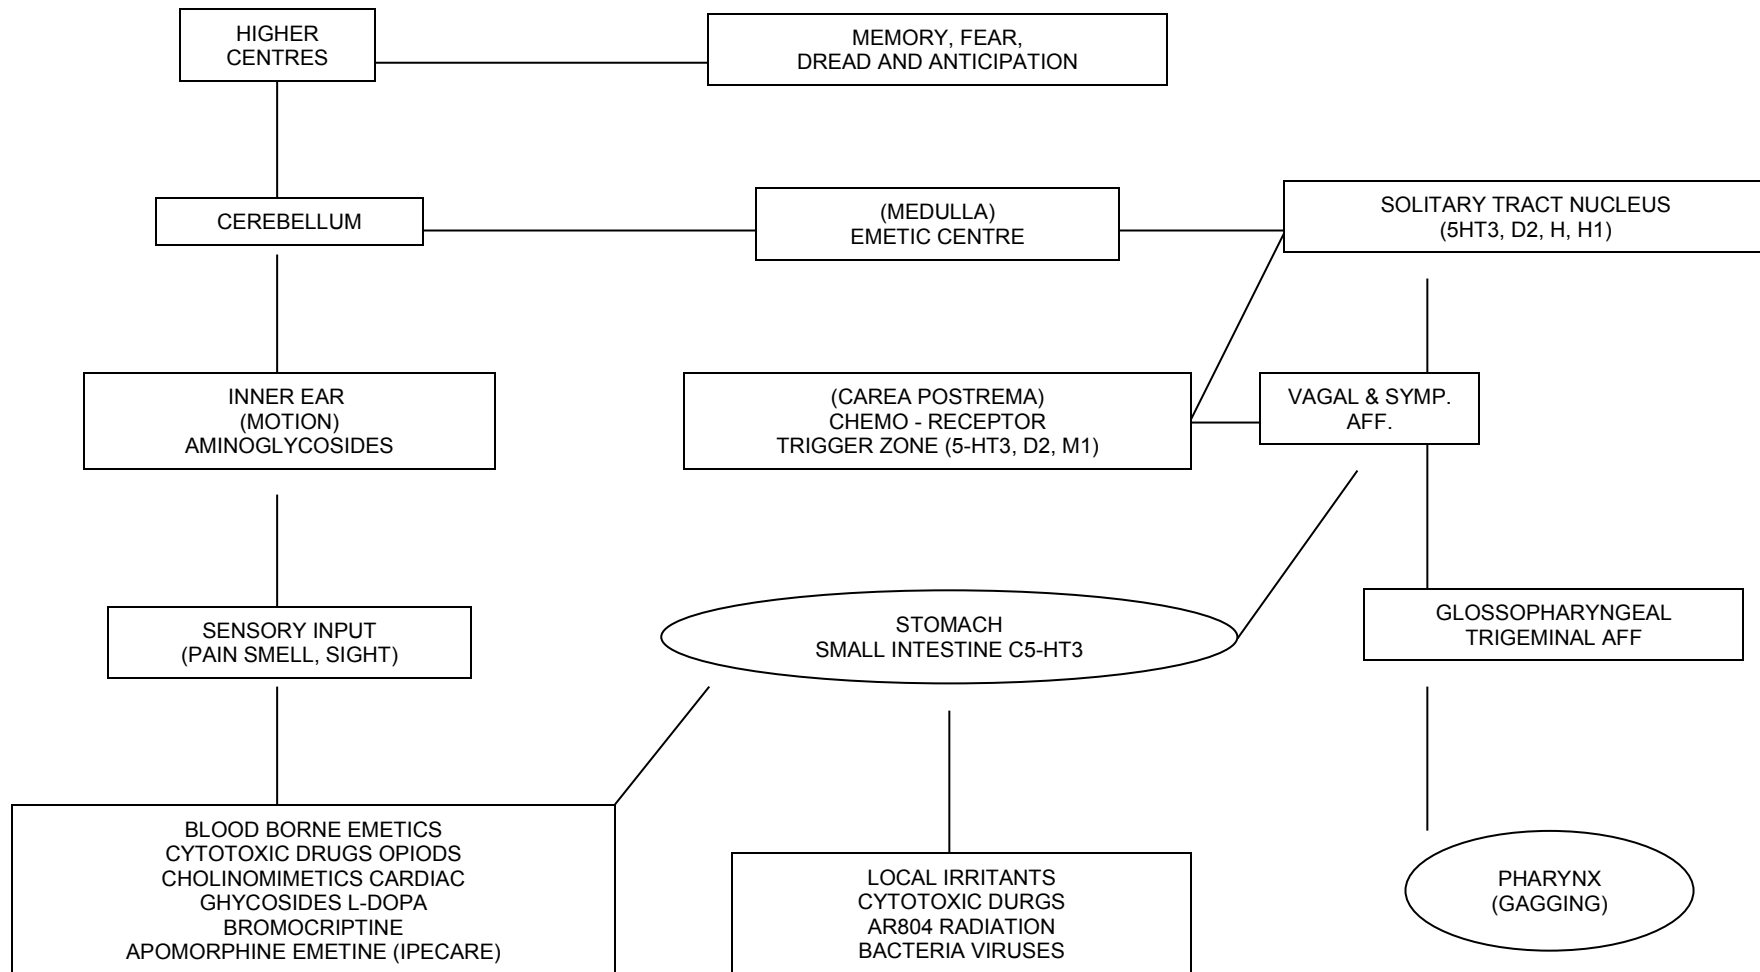 HIGHER
CENTRES
MEMORY, FEAR,
DREAD AND ANTICIPATION
CEREBELLUM
(MEDULLA)
EMETIC CENTRE
SOLITARY TRACT NUCLEUS
(5HT3, D2, H, H1)
INNER EAR
(MOTION)
AMINOGLYCOSIDES
(CAREA POSTREMA)
CHEMO - RECEPTOR
TRIGGER ZONE (5-HT3, D2, M1)
VAGAL & SYMP.
AFF.
SENSORY INPUT
(PAIN SMELL, SIGHT)
STOMACH
SMALL INTESTINE C5-HT3
GLOSSOPHARYNGEAL
TRIGEMINAL AFF
BLOOD BORNE EMETICS
CYTOTOXIC DRUGS OPIODS
CHOLINOMIMETICS CARDIAC
GHYCOSIDES L-DOPA
BROMOCRIPTINE
APOMORPHINE EMETINE (IPECARE)
LOCAL IRRITANTS
CYTOTOXIC DURGS
AR804 RADIATION
BACTERIA VIRUSES
PHARYNX
(GAGGING)